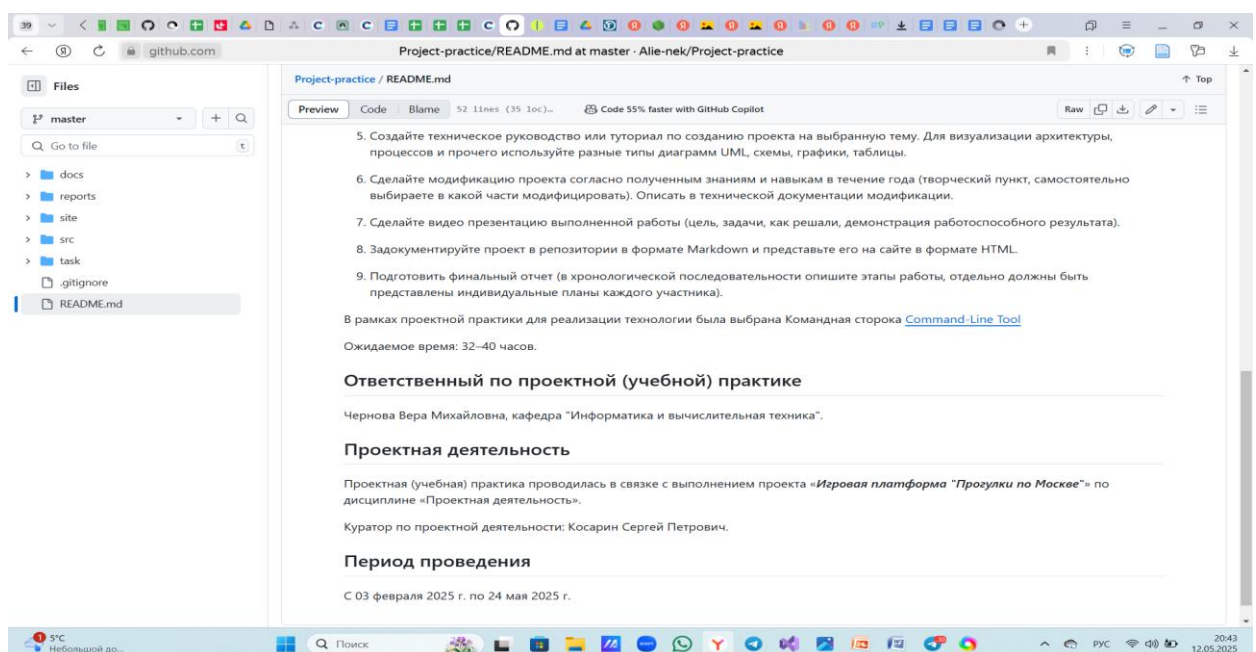 39
github.com
Project-practice/README.md at master · Alie-nek/Project-practice
Files
master
Go to file
t
docs
reports
site
src
task
.gitignore
README.md
Project-practice / README.md
Top
Preview Code Blame 52 lines (35 loc)... Code 55% faster with GitHub Copilot
Raw
5. Создайте техническое руководство или туториал по созданию проекта на выбранную тему. Для визуализации архитектуры,
процессов и прочего используйте разные типы диаграмм UML, схемы, графики, таблицы.
6. Сделайте модификацию проекта согласно полученным знаниям и навыкам в течение года (творческий пункт, самостоятельно
выбираете в какой части модифицировать). Описать в технической документации модификации.
7. Сделайте видео презентацию выполненной работы (цель, задачи, как решали, демонстрация работоспособного результата).
8. Задокументируйте проект в репозитории в формате Markdown и представьте его на сайте в формате HTML.
9. Подготовить финальный отчет (в хронологической последовательности опишите этапы работы, отдельно должны быть
представлены индивидуальные планы каждого участника).
В рамках проектной практики для реализации технологии была выбрана Командная сторока Command-Line Tool
Ожидаемое время: 32–40 часов.
Ответственный по проектной (учебной) практике
Чернова Вера Михайловна, кафедра "Информатика и вычислительная техника".
Проектная деятельность
Проектная (учебная) практика проводилась в связке с выполнением проекта «Игровая платформа "Прогулки по Москве"» по
дисциплине «Проектная деятельность».
Куратор по проектной деятельности: Косарин Сергей Петрович.
Период проведения
С 03 февраля 2025 г. по 24 мая 2025 г.
1
5°C
Небольшой до...
Поиск
РУС
20:43
12.05.2025